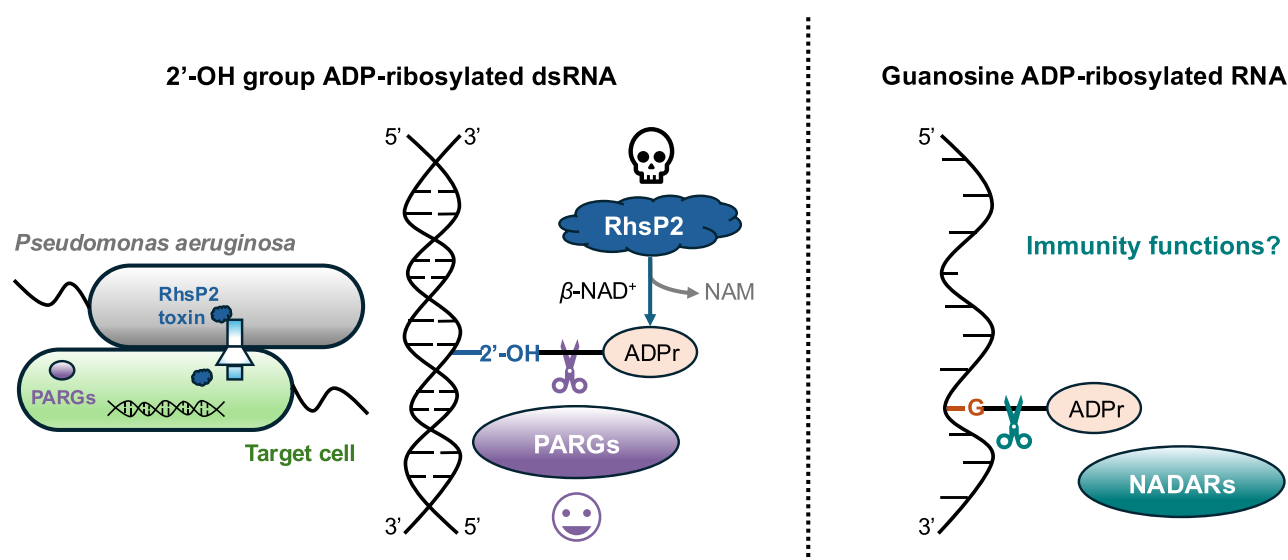 2’-OH group ADP-ribosylated dsRNA
Guanosine ADP-ribosylated RNA
5’ 3’
5’
RhsP2
Pseudomonas aeruginosa
Immunity functions?
RhsP2
toxin
β-NAD⁺
NAM
2’-OH
ADPr
PARGs
G
ADPr
PARGs
Target cell
NADARs
3’ 5’
3’